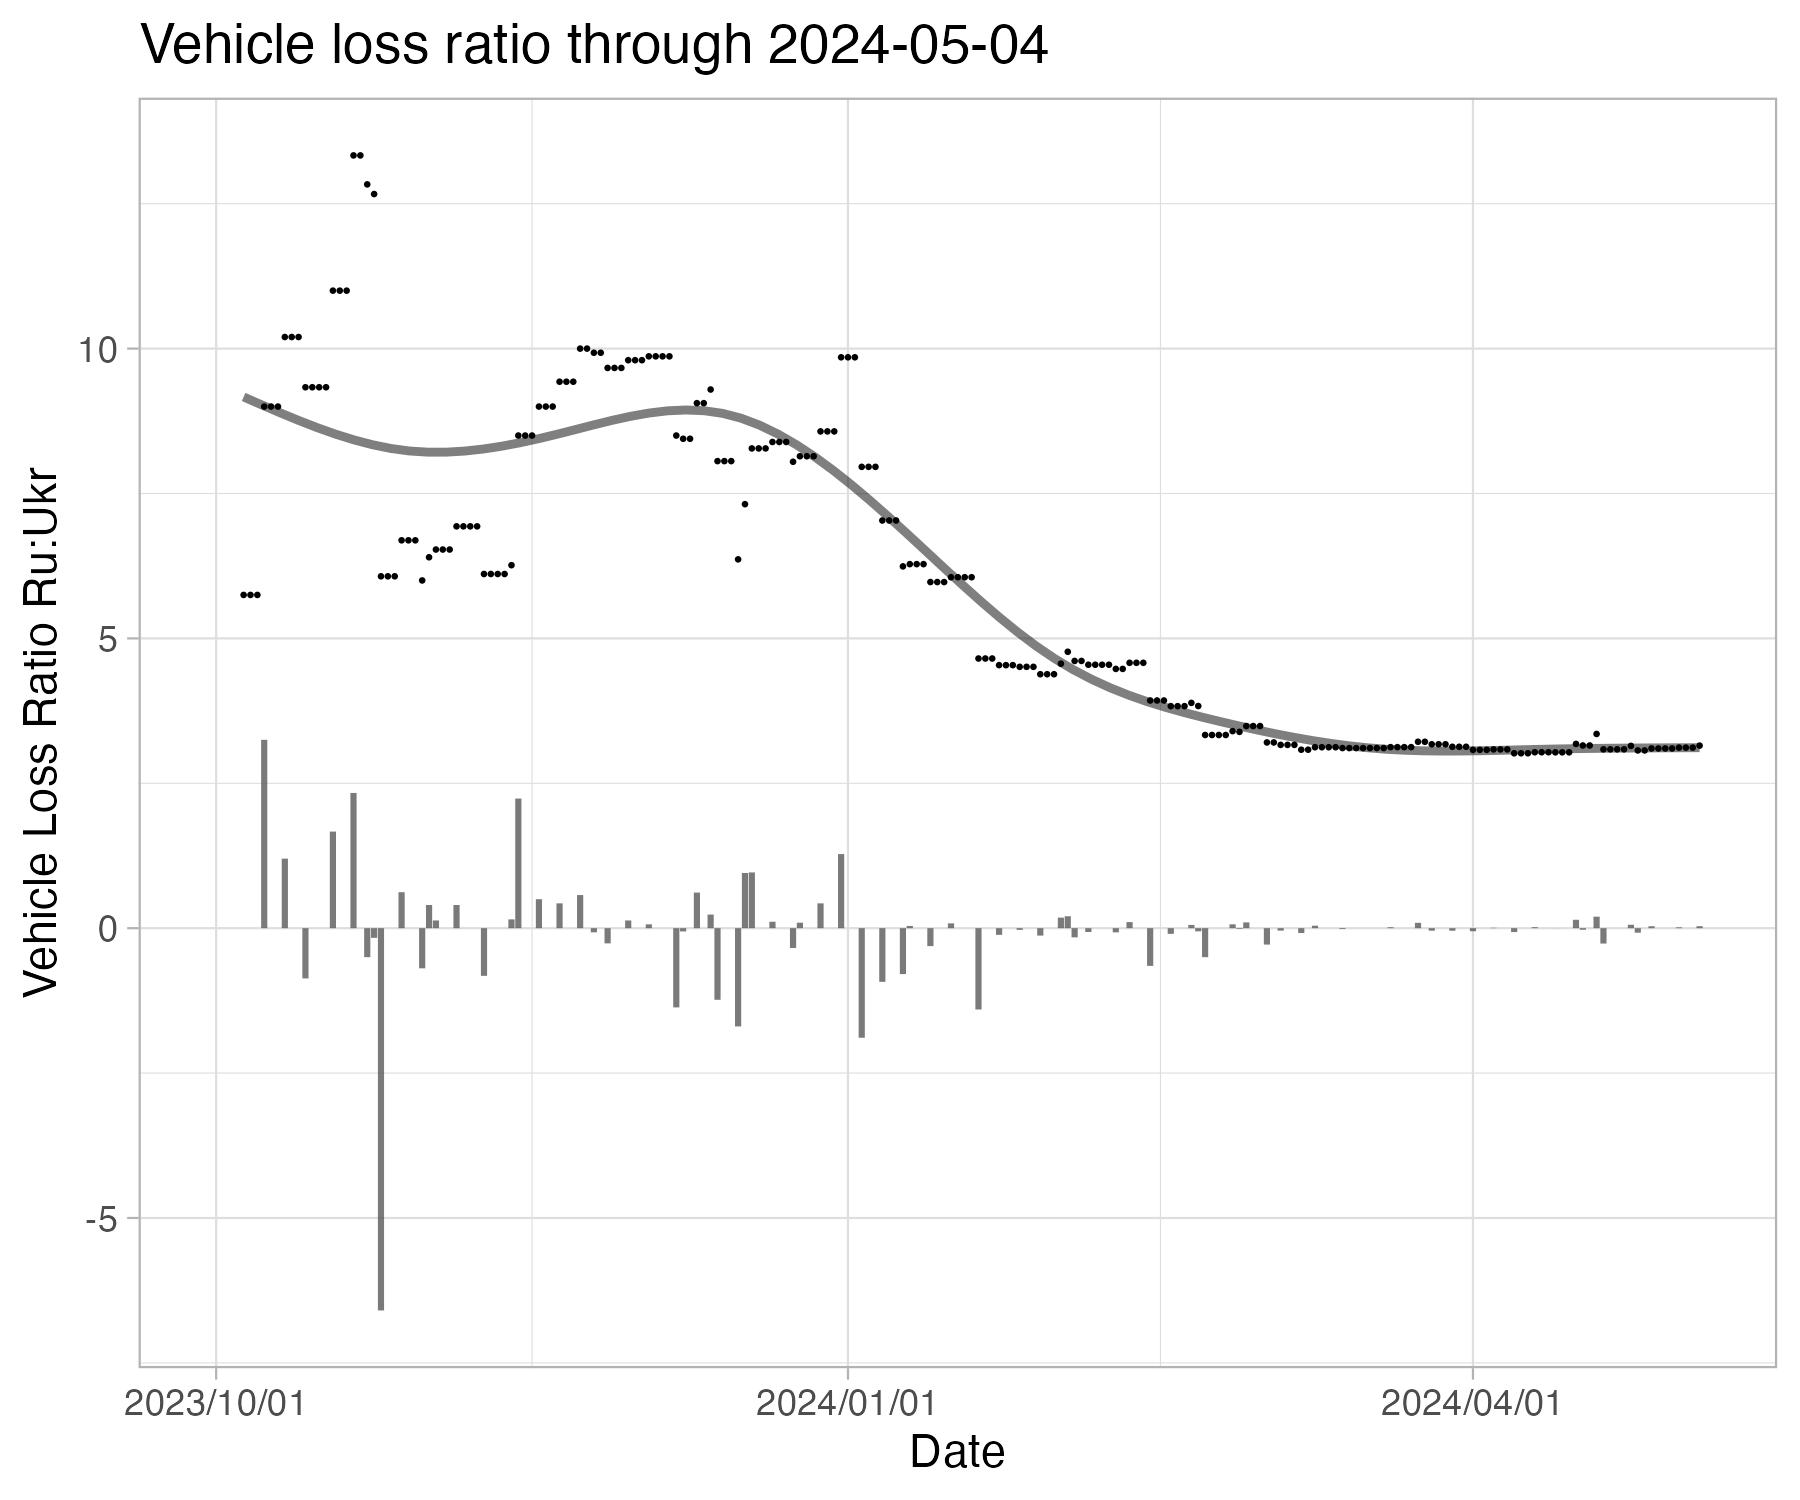 Vehicle loss ratio through 2024-05-04
Vehicle Loss Ratio Ru:Ukr
10
5
0
-5
2023/10/01
2024/01/01
2024/04/01
Date